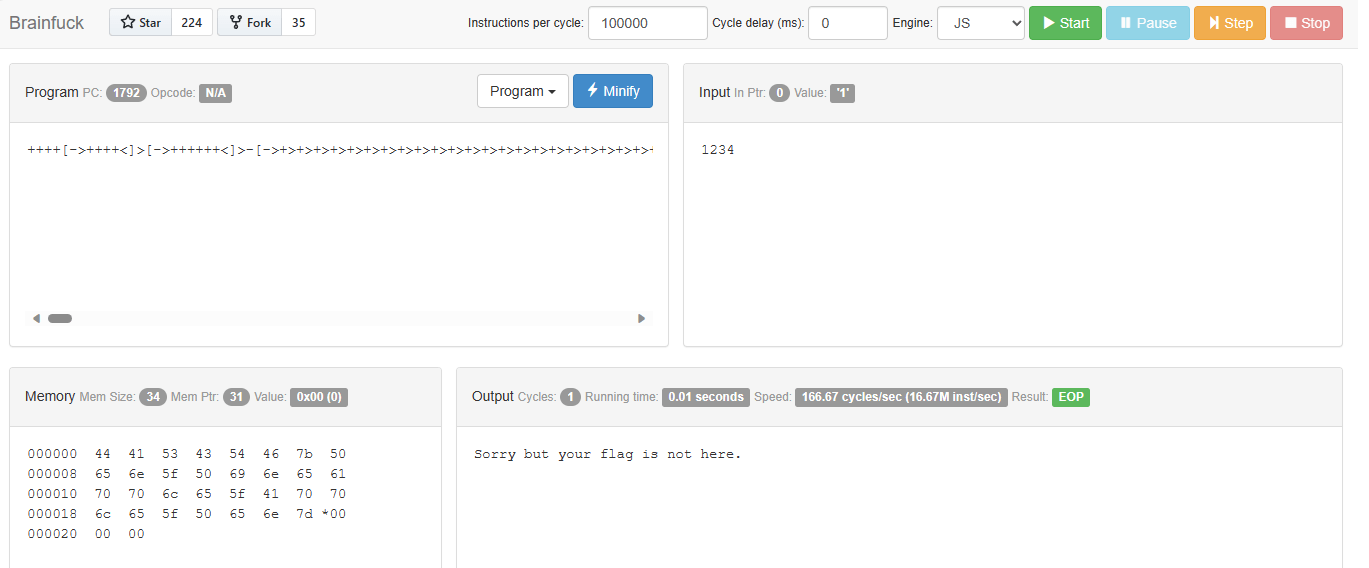 Brainfuck Star 224 Fork 35 Instructions per cycle: 100000 Cycle delay (ms): 0 Engine: JS Start Pause Step Stop
Program PC: 1792 Opcode: N/A Program Minify
++++[->++++<]>[->++++++<]>-[->+>+>+>+>+>+>+>+>+>+>+>+>+>+>+>+>+>+>+>+>+>+
Input In Ptr: 0 Value: '1'
1234
Memory Mem Size: 34 Mem Ptr: 31 Value: 0x00 (0)
000000 44 41 53 43 54 46 7b 50
000008 65 6e 5f 50 69 6e 65 61
000010 70 70 6c 65 5f 41 70 70
000018 6c 65 5f 50 65 6e 7d *00
000020 00 00
Output Cycles: 1 Running time: 0.01 seconds Speed: 166.67 cycles/sec (16.67M inst/sec) Result: EOP
Sorry but your flag is not here.